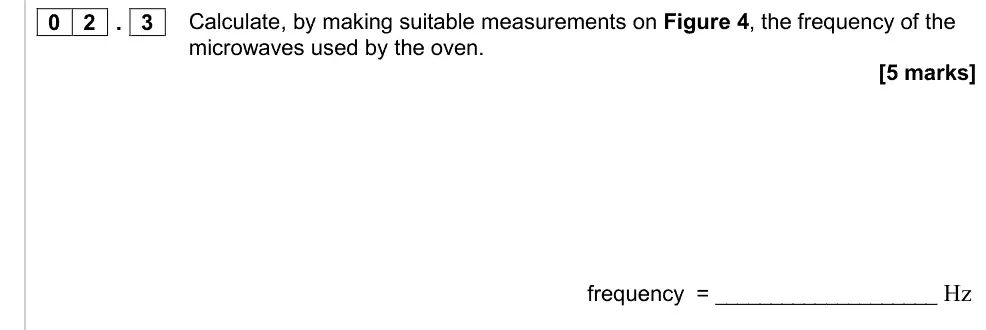 0 2 . 3 Calculate, by making suitable measurements on Figure 4, the frequency of the
microwaves used by the oven.
[5 marks]
frequency = ____________________ Hz